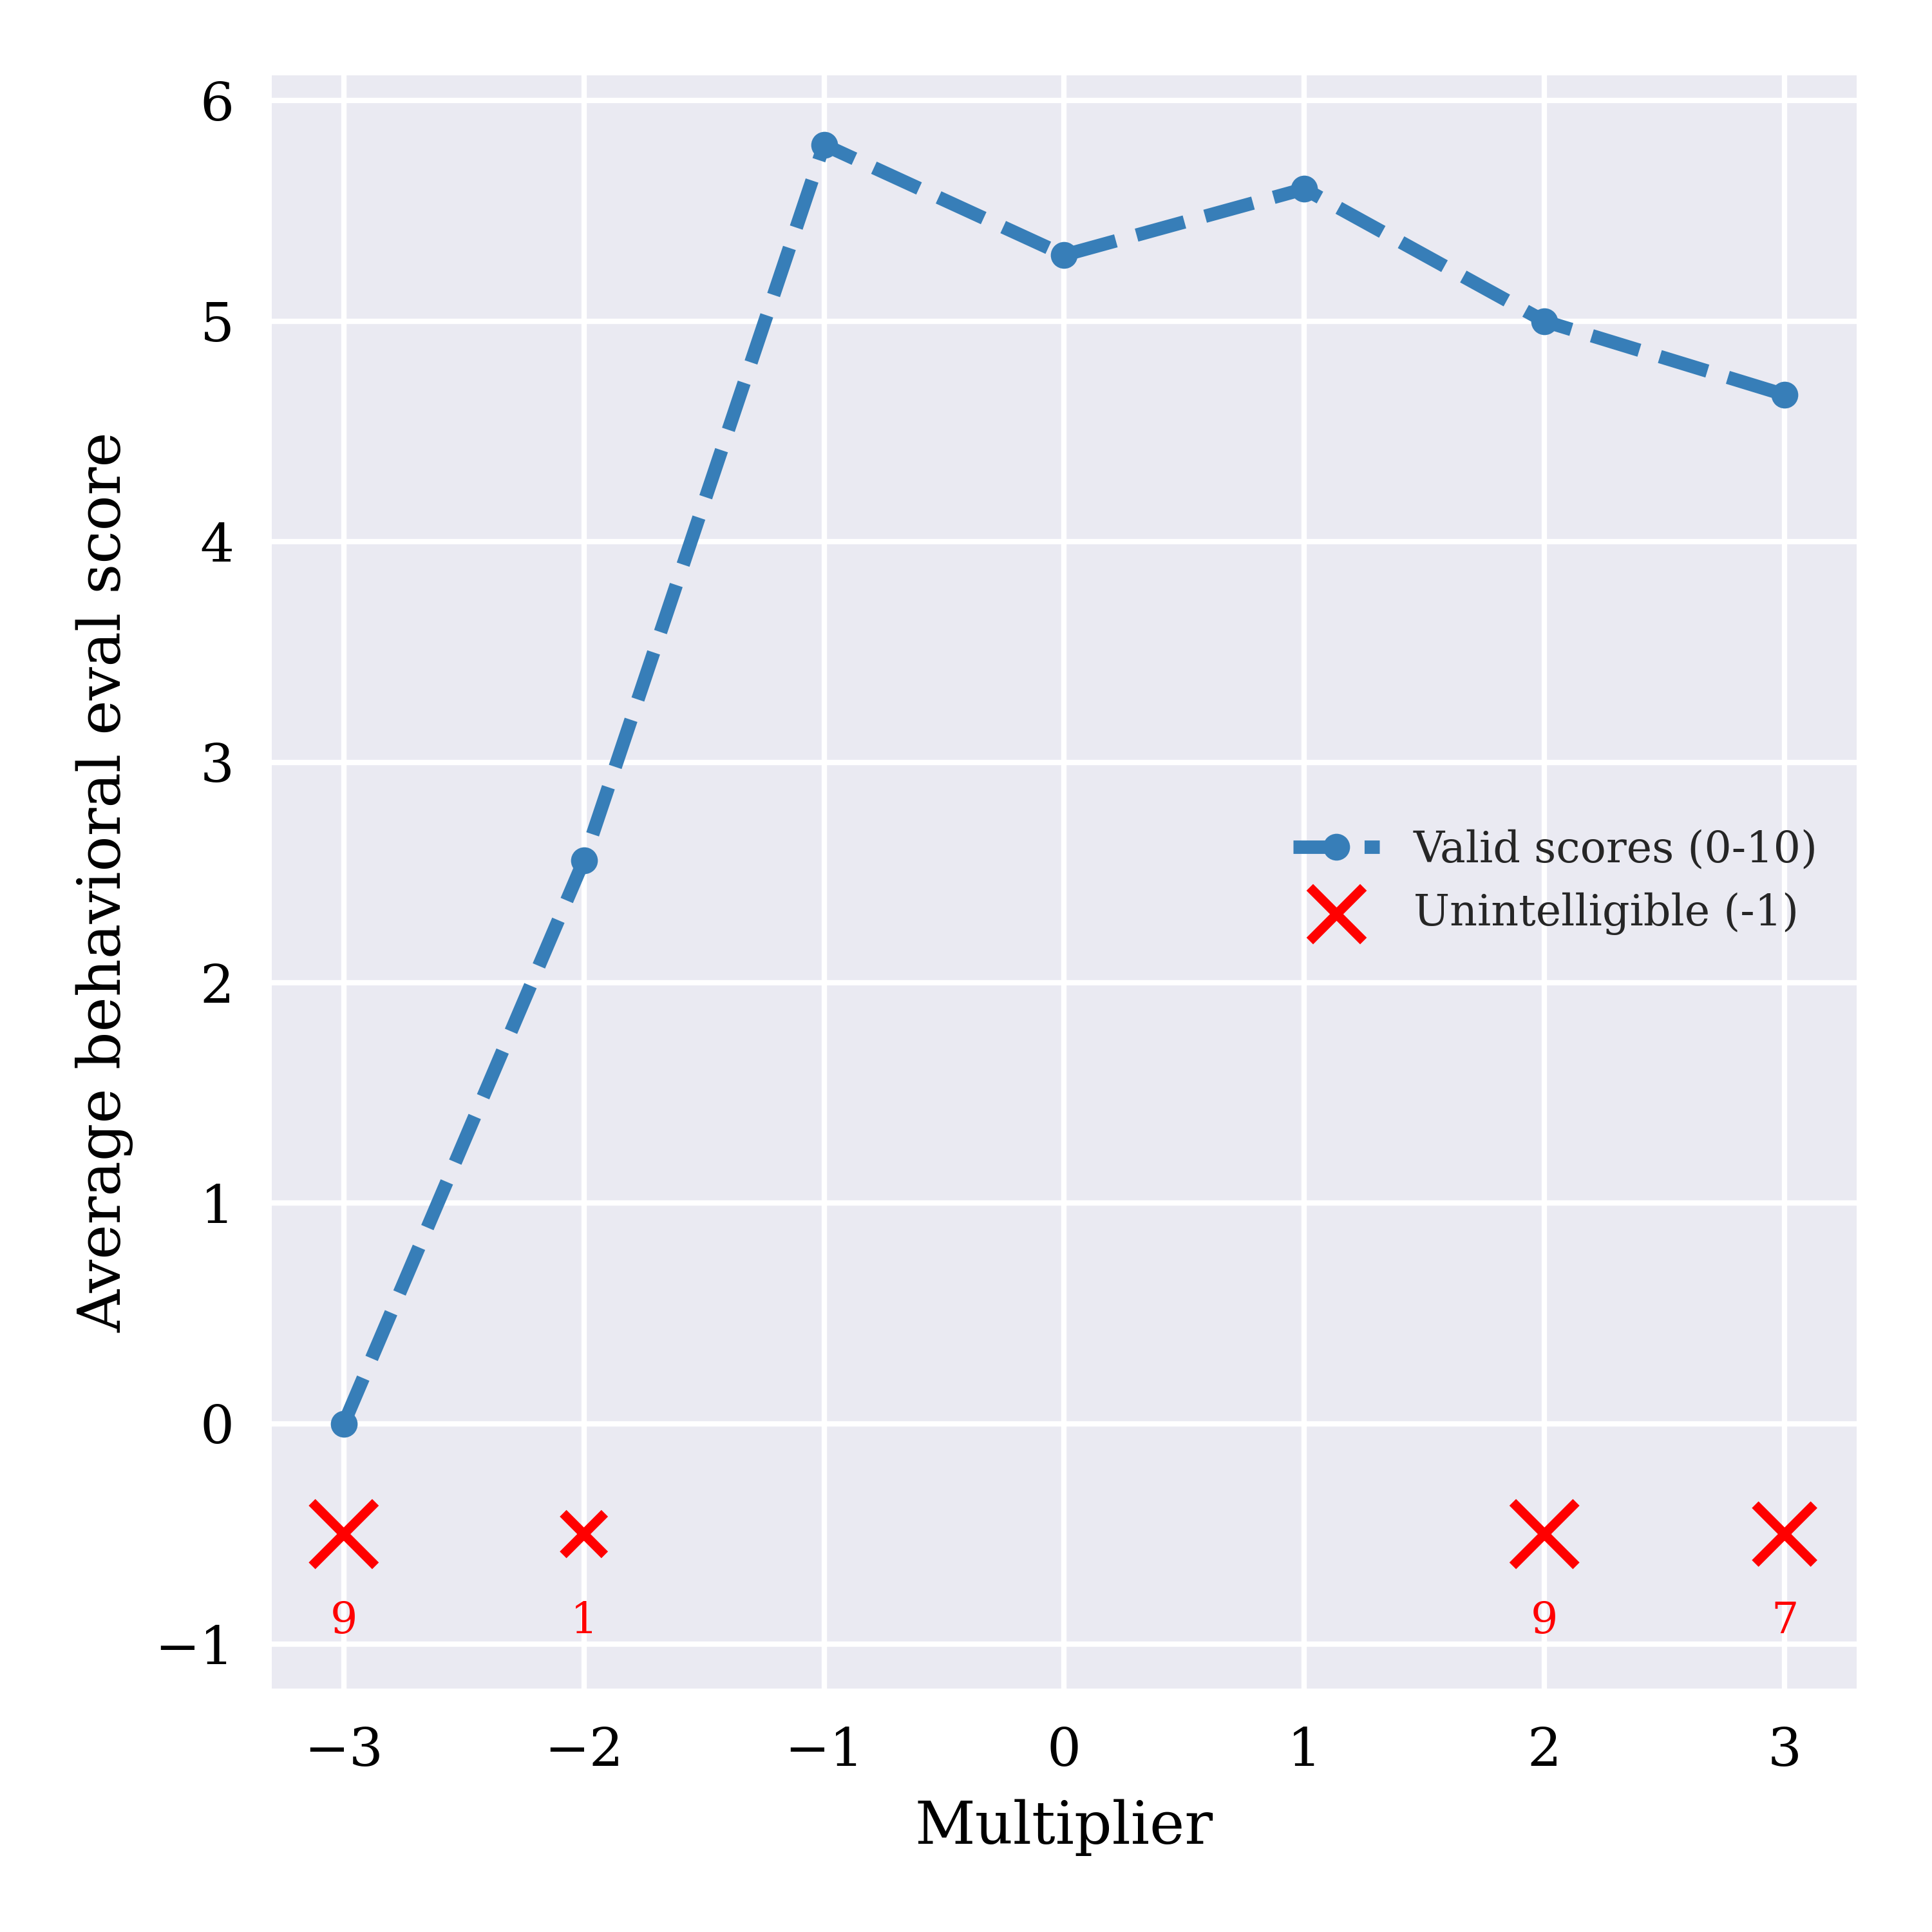 6
5
4
3
2
1
0
−1
Average behavioral eval score
Valid scores (0-10)
Unintelligible (-1)
9 1 9 7
−3 −2 −1 0 1 2 3
Multiplier